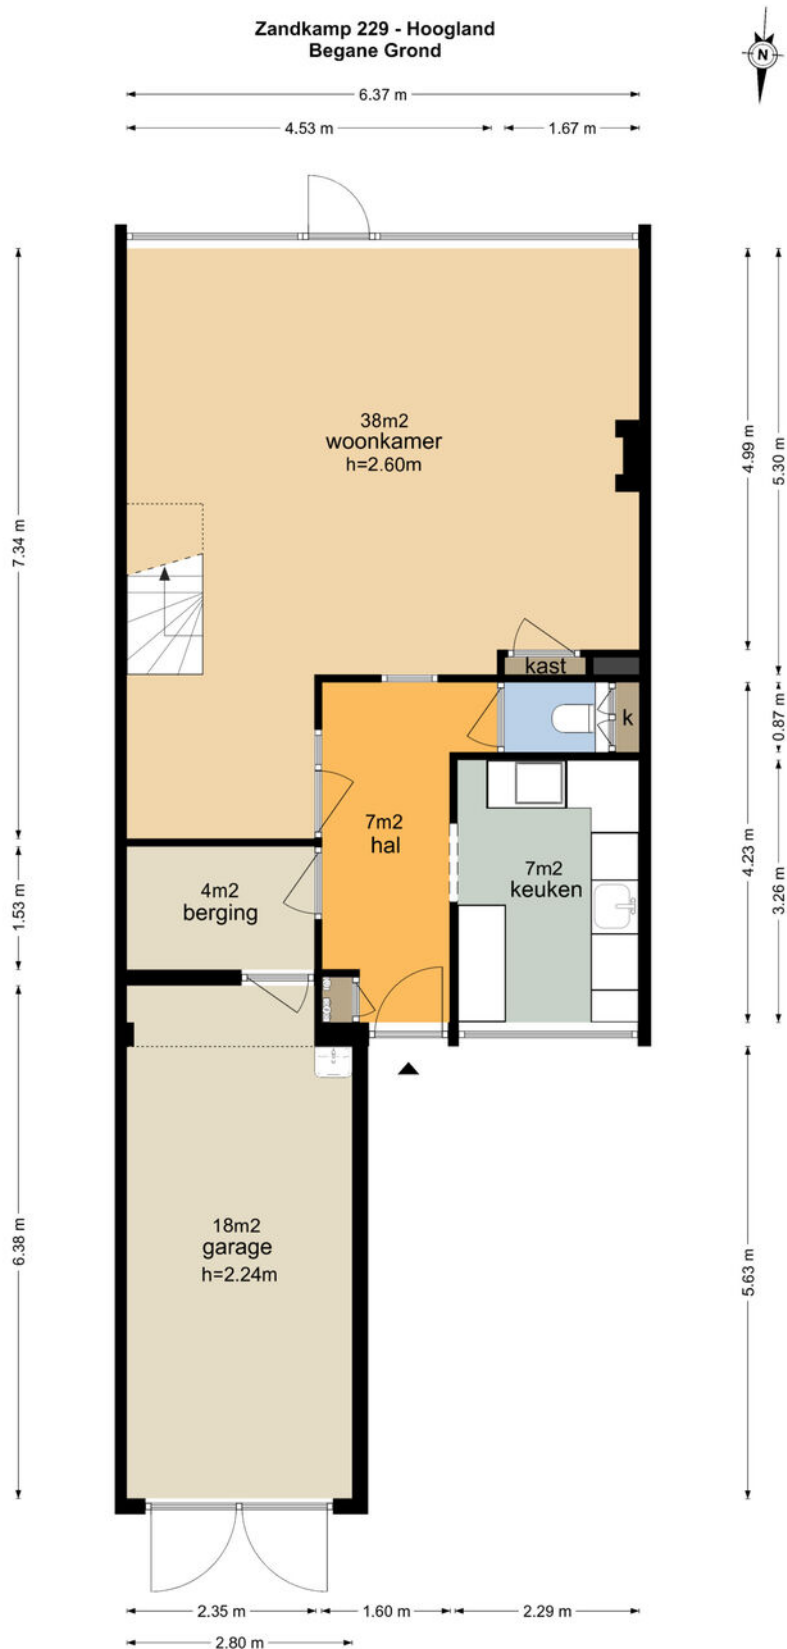 Zandkamp 229 - Hoogland
Begane Grond
N
6.37 m
4.53 m
1.67 m
38m2
woonkamer
h=2.60m
7.34 m
4.99 m
5.30 m
kast
k
0.87 m
7m2
hal
7m2
keuken
4m2
berging
1.53 m
4.23 m
3.26 m
18m2
garage
h=2.24m
6.38 m
5.63 m
2.35 m
1.60 m
2.29 m
2.80 m